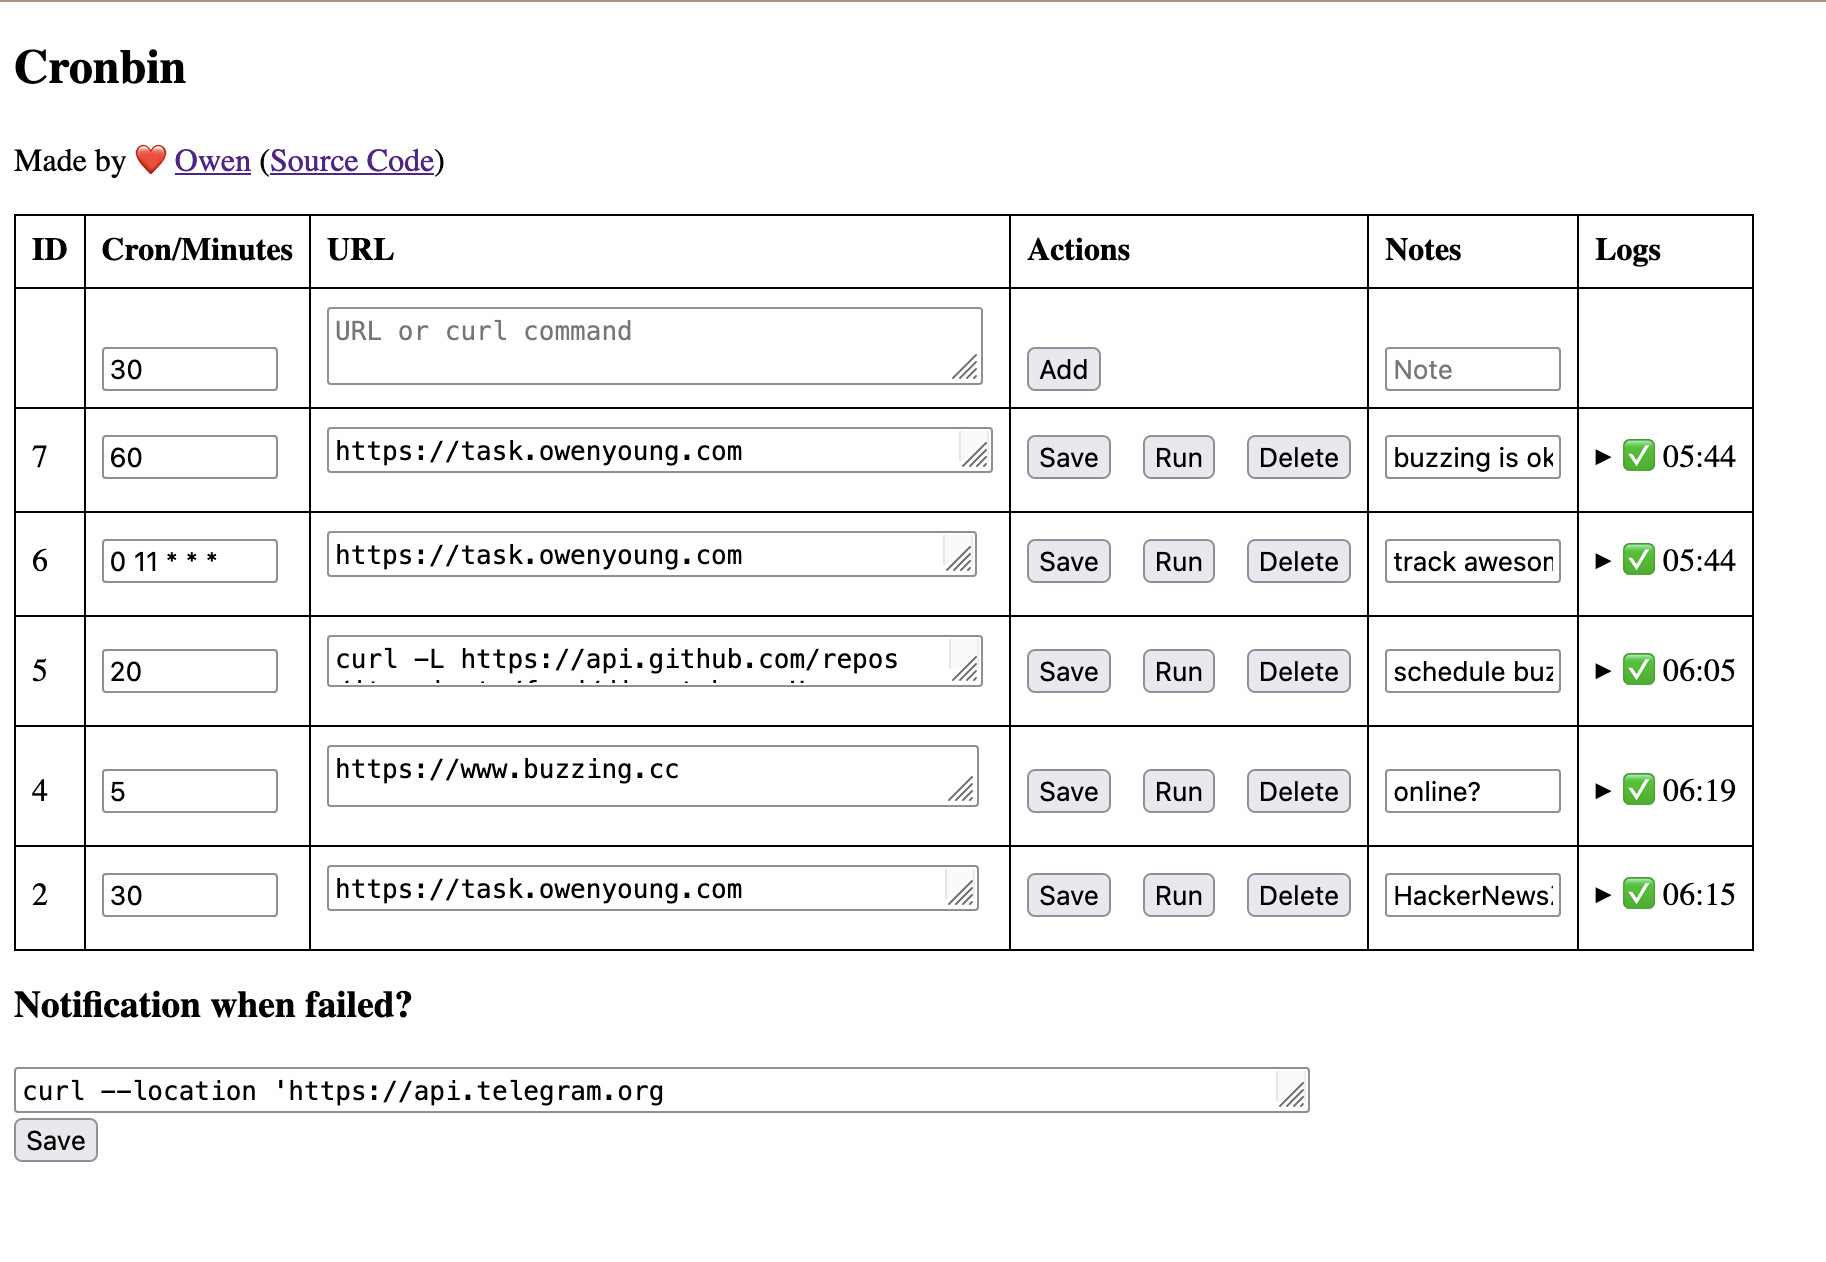 Cronbin
Made by ❤️ Owen (Source Code)
ID Cron/Minutes URL Actions Notes Logs
30 URL or curl command Add Note
7 60 https://task.owenyoung.com Save Run Delete buzzing is ok ▶ ✅ 05:44
6 0 11 * * * https://task.owenyoung.com Save Run Delete track ▶ ✅ 05:44
5 20 curl -L https://api.github.com/repos Save Run Delete schedule ▶ ✅ 06:05
4 5 https://www.buzzing.cc Save Run Delete online? ▶ ✅ 06:19
2 30 https://task.owenyoung.com Save Run Delete HackerNews ▶ ✅ 06:15
Notification when failed?
curl --location 'https://api.telegram.org
Save